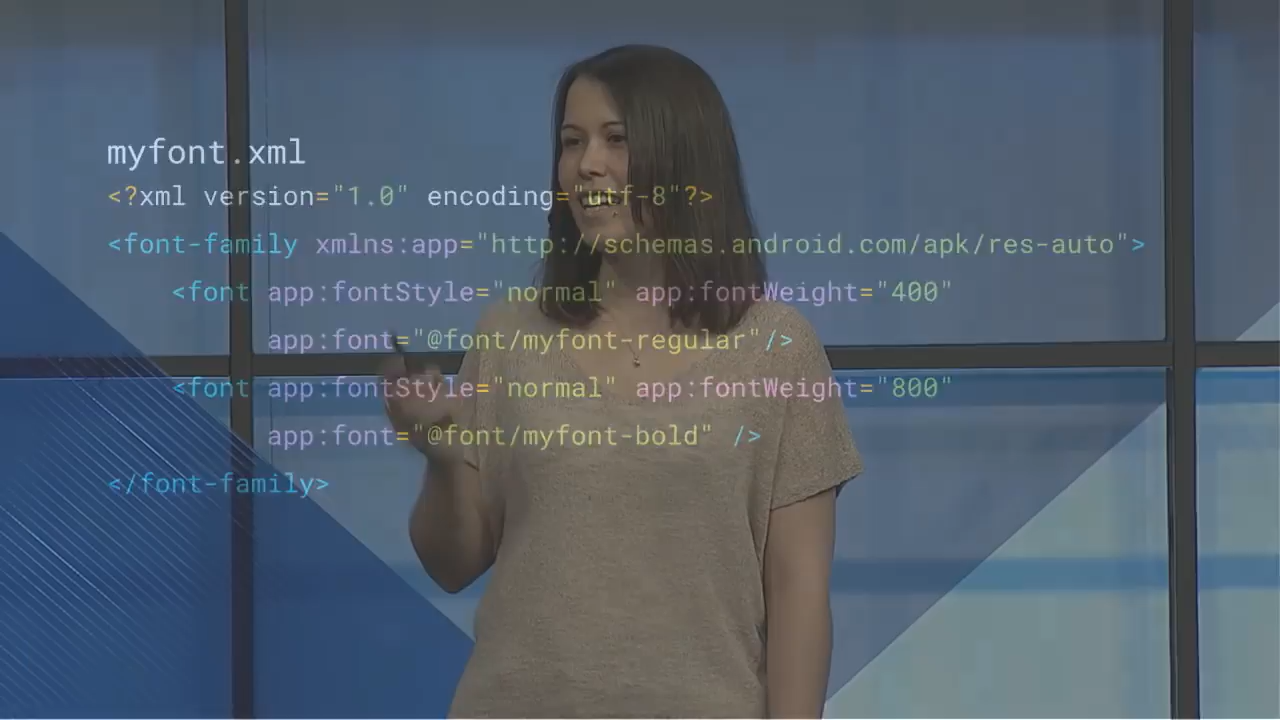 myfont.xml
<?xml version="1.0" encoding="utf-8"?>
<font-family xmlns:app="http://schemas.android.com/apk/res-auto">
<font app:fontStyle="normal" app:fontWeight="400"
app:font="@font/myfont-regular"/>
<font app:fontStyle="normal" app:fontWeight="800"
app:font="@font/myfont-bold" />
</font-family>